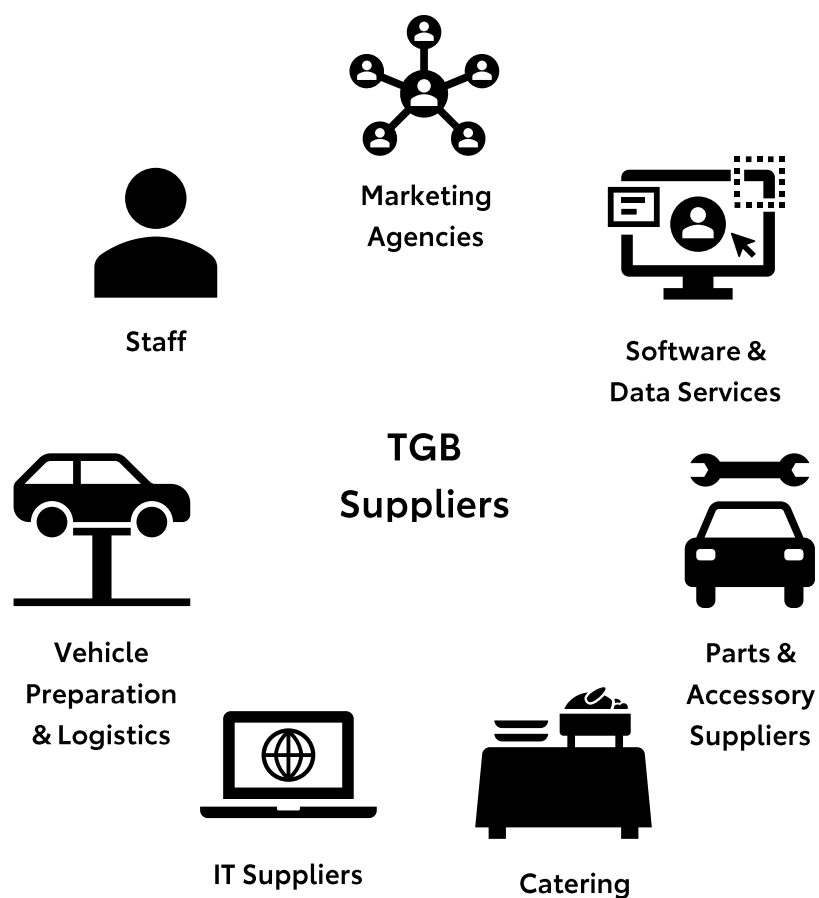 Marketing
Agencies
Staff
Software &
Data Services
TGB
Suppliers
Vehicle
Preparation
& Logistics
Parts &
Accessory
Suppliers
IT Suppliers
Catering